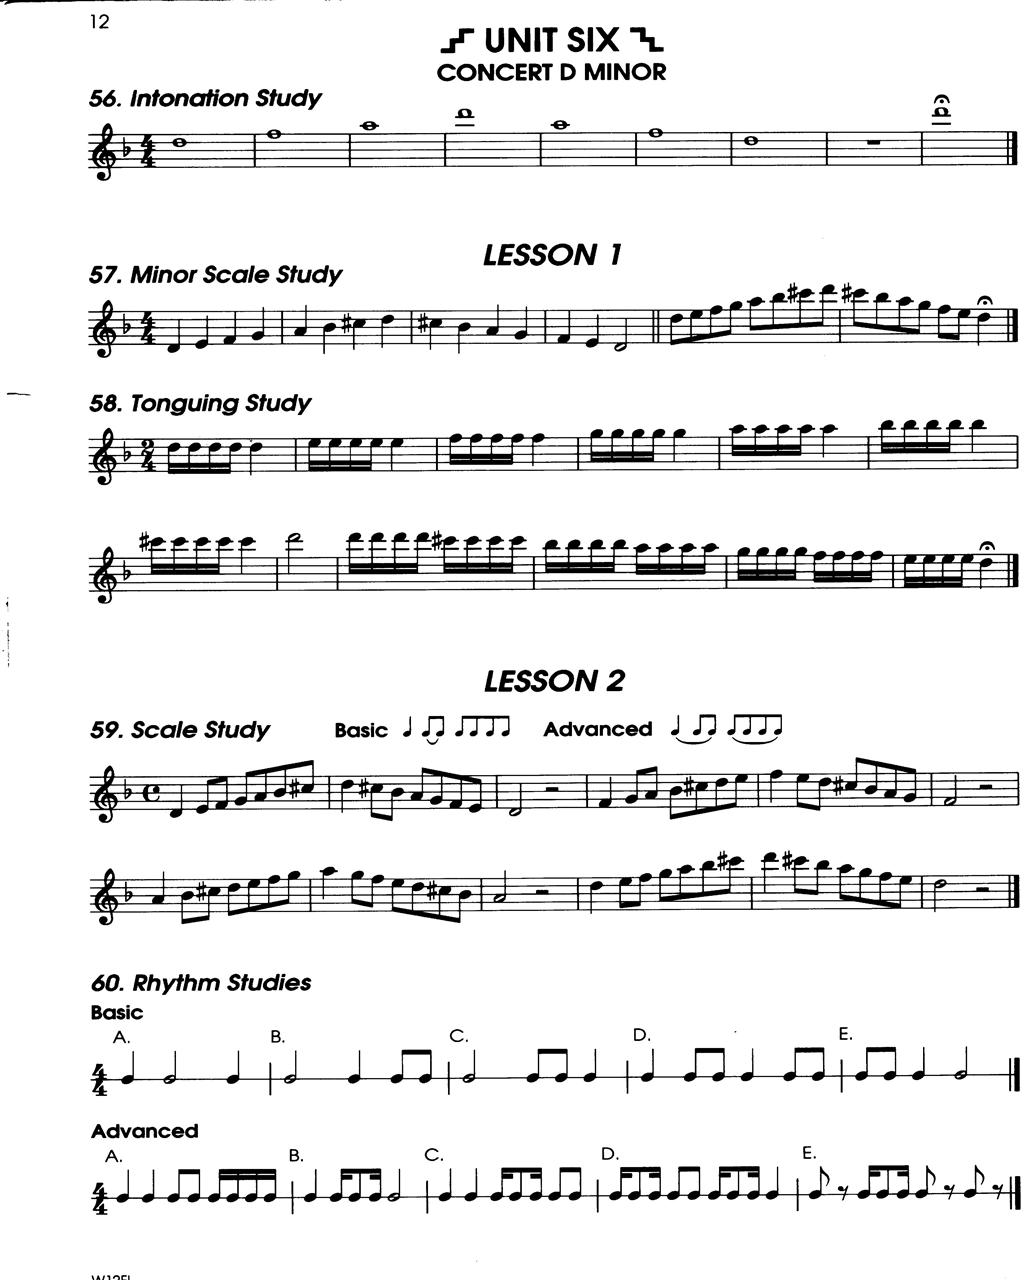 12
UNIT SIX
CONCERT D MINOR
56. Intonation Study
LESSON 1
57. Minor Scale Study
58. Tonguing Study
LESSON 2
59. Scale Study Basic Advanced
60. Rhythm Studies
Basic
A. B. C. D. E.
Advanced
A. B. C. D. E.
W12FL